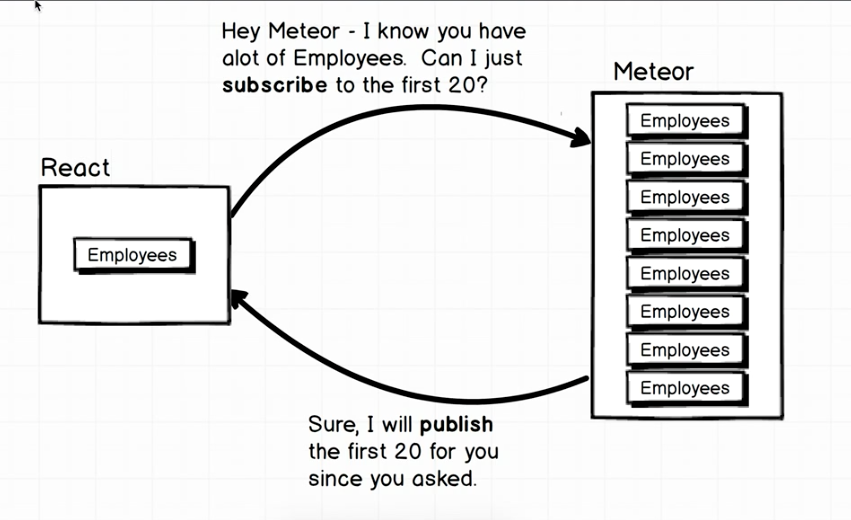 Hey Meteor - I know you have
alot of Employees. Can I just
subscribe to the first 20?
Meteor
Employees
Employees
Employees
Employees
Employees
Employees
Employees
Employees
React
Employees
Sure, I will publish
the first 20 for you
since you asked.